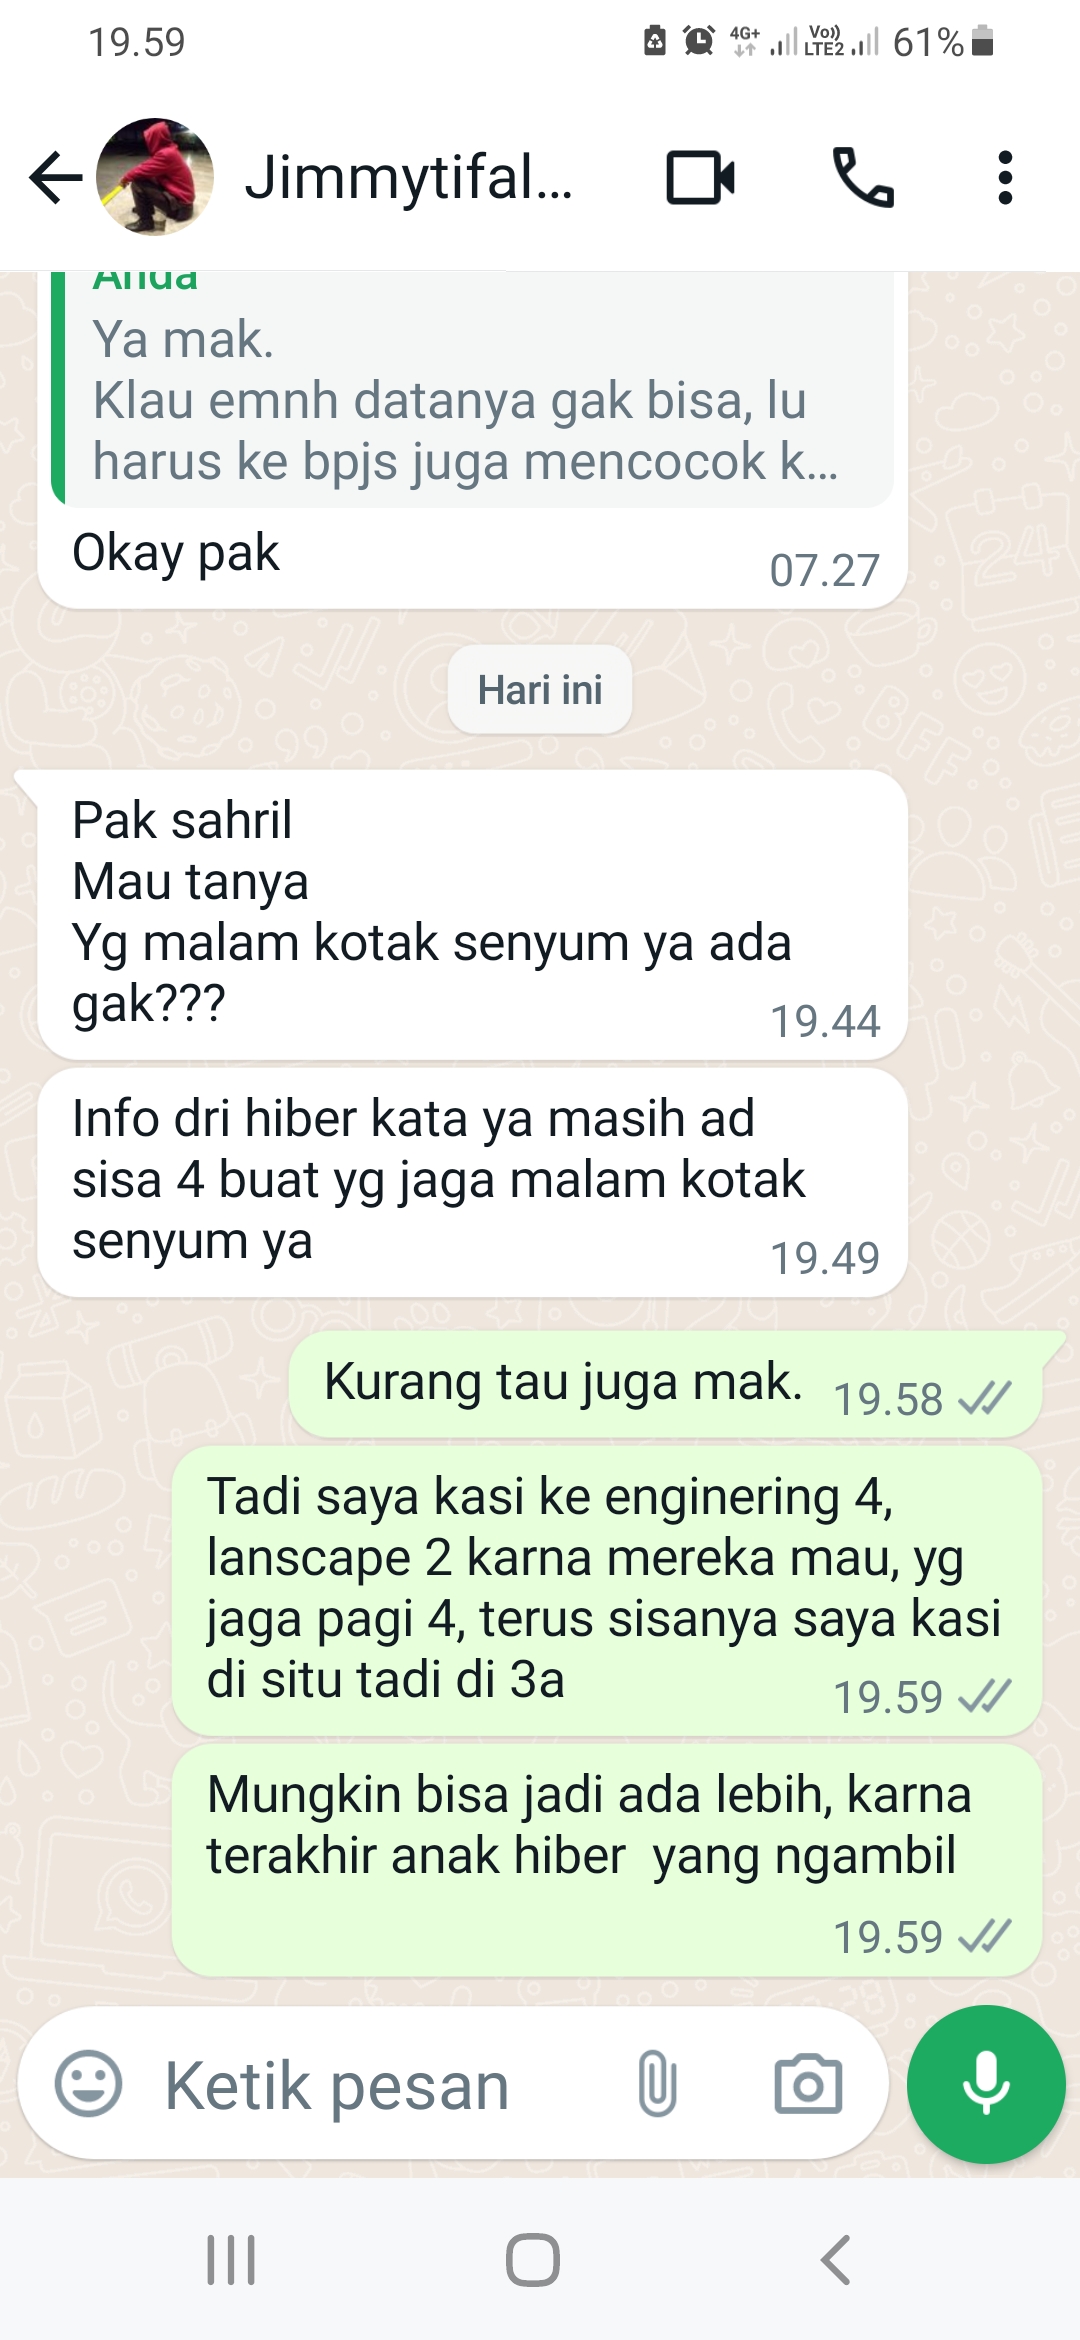 19.59
4G+ Vo)) LTE2 61%
Jimmytifal...
Anda
Ya mak.
Klau emnh datanya gak bisa, lu
harus ke bpjs juga mencocok k...
Okay pak
07.27
Hari ini
Pak sahril
Mau tanya
Yg malam kotak senyum ya ada
gak???
19.44
Info dri hiber kata ya masih ad
sisa 4 buat yg jaga malam kotak
senyum ya
19.49
Kurang tau juga mak.
19.58
Tadi saya kasi ke enginering 4,
lanscape 2 karna mereka mau, yg
jaga pagi 4, terus sisanya saya kasi
di situ tadi di 3a
19.59
Mungkin bisa jadi ada lebih, karna
terakhir anak hiber  yang ngambil
19.59
Ketik pesan